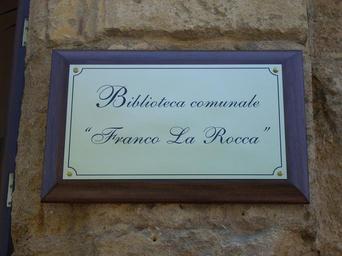 Biblioteca comunale
“Franco La Rocca”